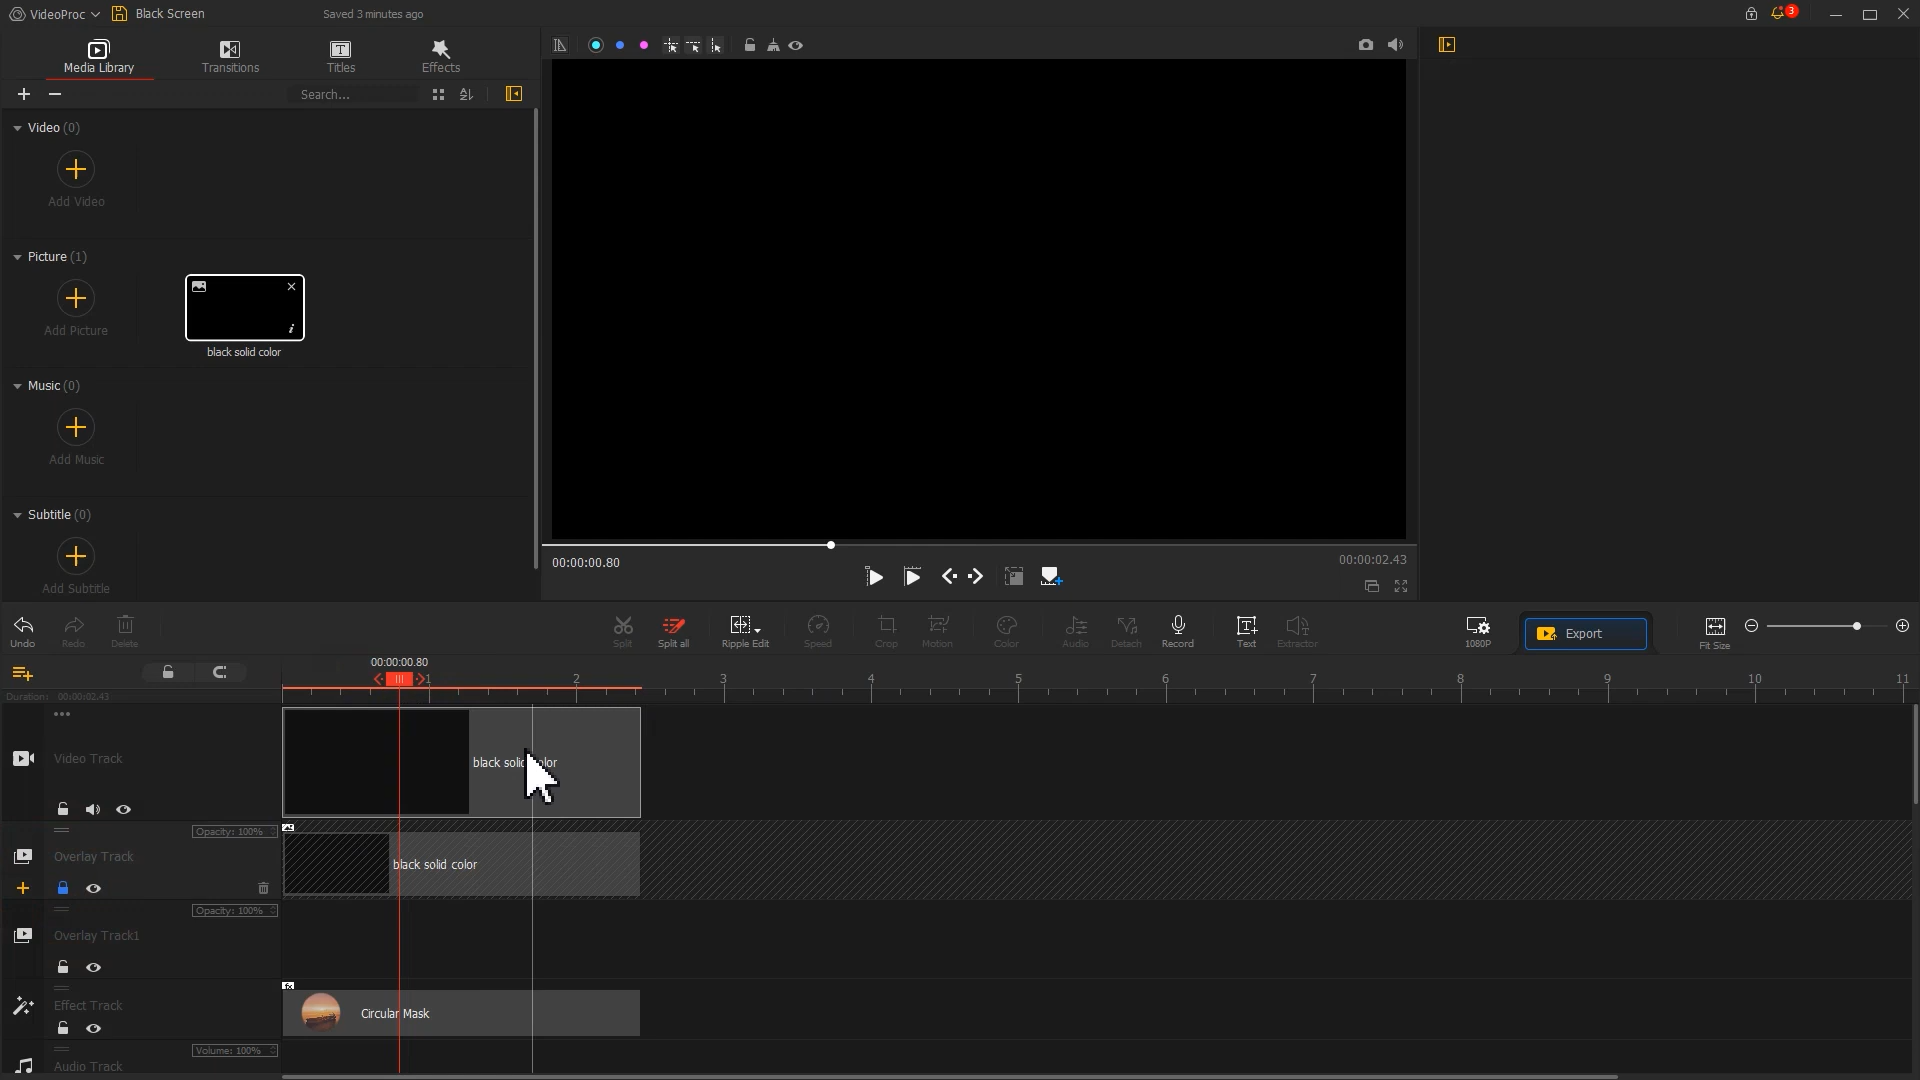 VideoProc
Black Screen
Saved 3 minutes ago
3
Media Library
Transitions
Titles
Effects
Search...
Video (0)
Add Video
Picture (1)
Add Picture
black solid color
Music (0)
Add Music
Subtitle (0)
Add Subtitle
00:00:00.80
00:00:02.43
Undo
Redo
Delete
Split
Split all
Ripple Edit
Speed
Crop
Motion
Color
Audio
Detach
Record
Text
Extractor
1080P
Export
Fit Size
00:00:00.80
1
2
3
4
5
6
7
8
9
10
11
Duration: 00:00:02.43
Video Track
black solid color
Opacity: 100%
Overlay Track
black solid color
Opacity: 100%
Overlay Track1
Effect Track
Circular Mask
Volume: 100%
Audio Track